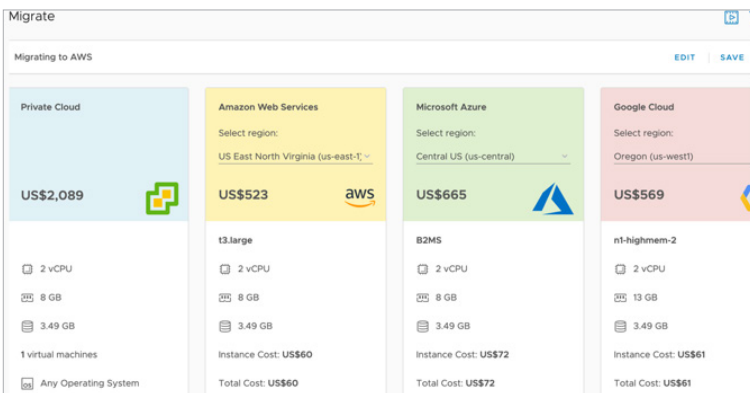 Migrate
Migrating to AWS
EDIT
SAVE
Private Cloud
US$2,089
2 vCPU
8 GB
3.49 GB
1 virtual machines
Any Operating System
Amazon Web Services
Select region:
US East North Virginia (us-east-1)
US$523
aws
t3.large
2 vCPU
8 GB
3.49 GB
Instance Cost: US$60
Total Cost: US$60
Microsoft Azure
Select region:
Central US (us-central)
US$665
B2MS
2 vCPU
8 GB
3.49 GB
Instance Cost: US$72
Total Cost: US$72
Google Cloud
Select region:
Oregon (us-west1)
US$569
n1-highmem-2
2 vCPU
13 GB
3.49 GB
Instance Cost: US$61
Total Cost: US$61